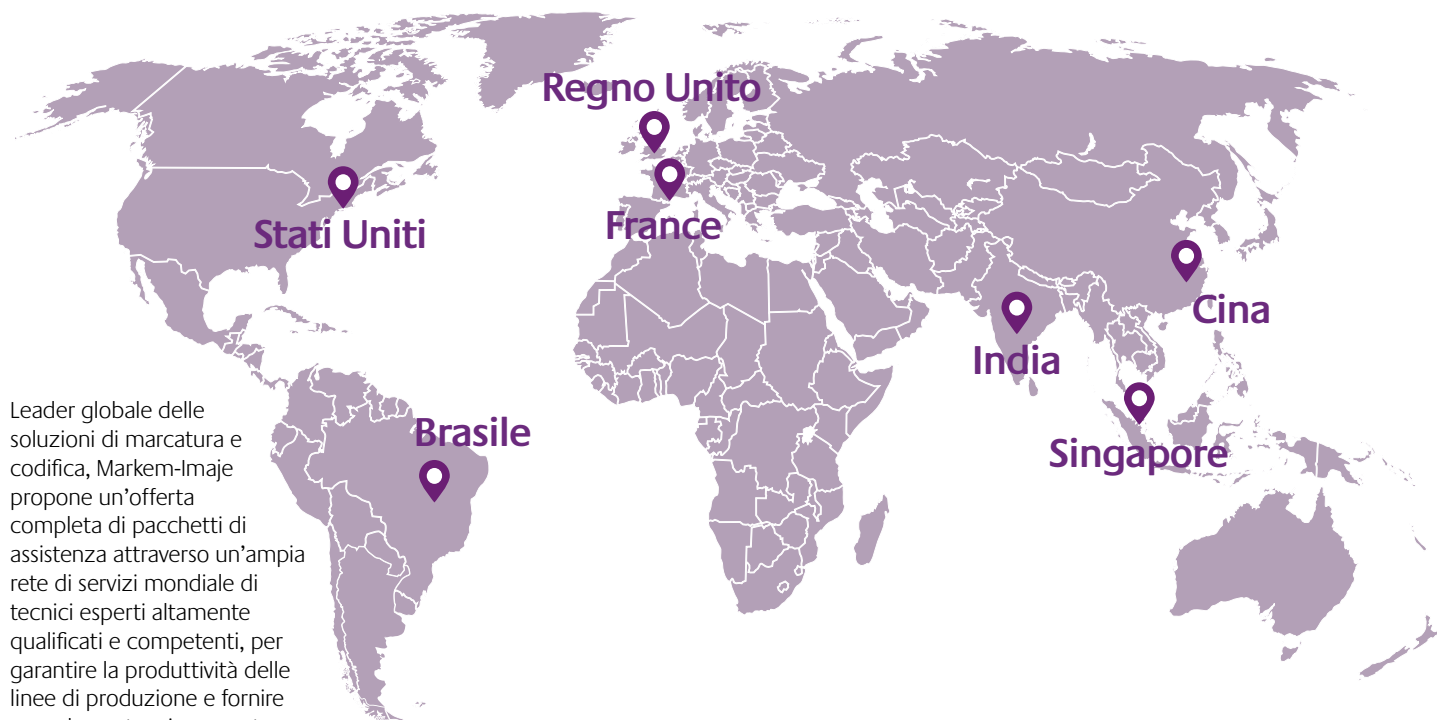 Regno Unito
Stati Uniti
France
Cina
India
Brasile
Singapore
Leader globale delle
soluzioni di marcatura e
codifica, Markem-Imaje
propone un’offerta
completa di pacchetti di
assistenza attraverso un’ampia
rete di servizi mondiale di
tecnici esperti altamente
qualificati e competenti, per
garantire la produttività delle
linee di produzione e fornire